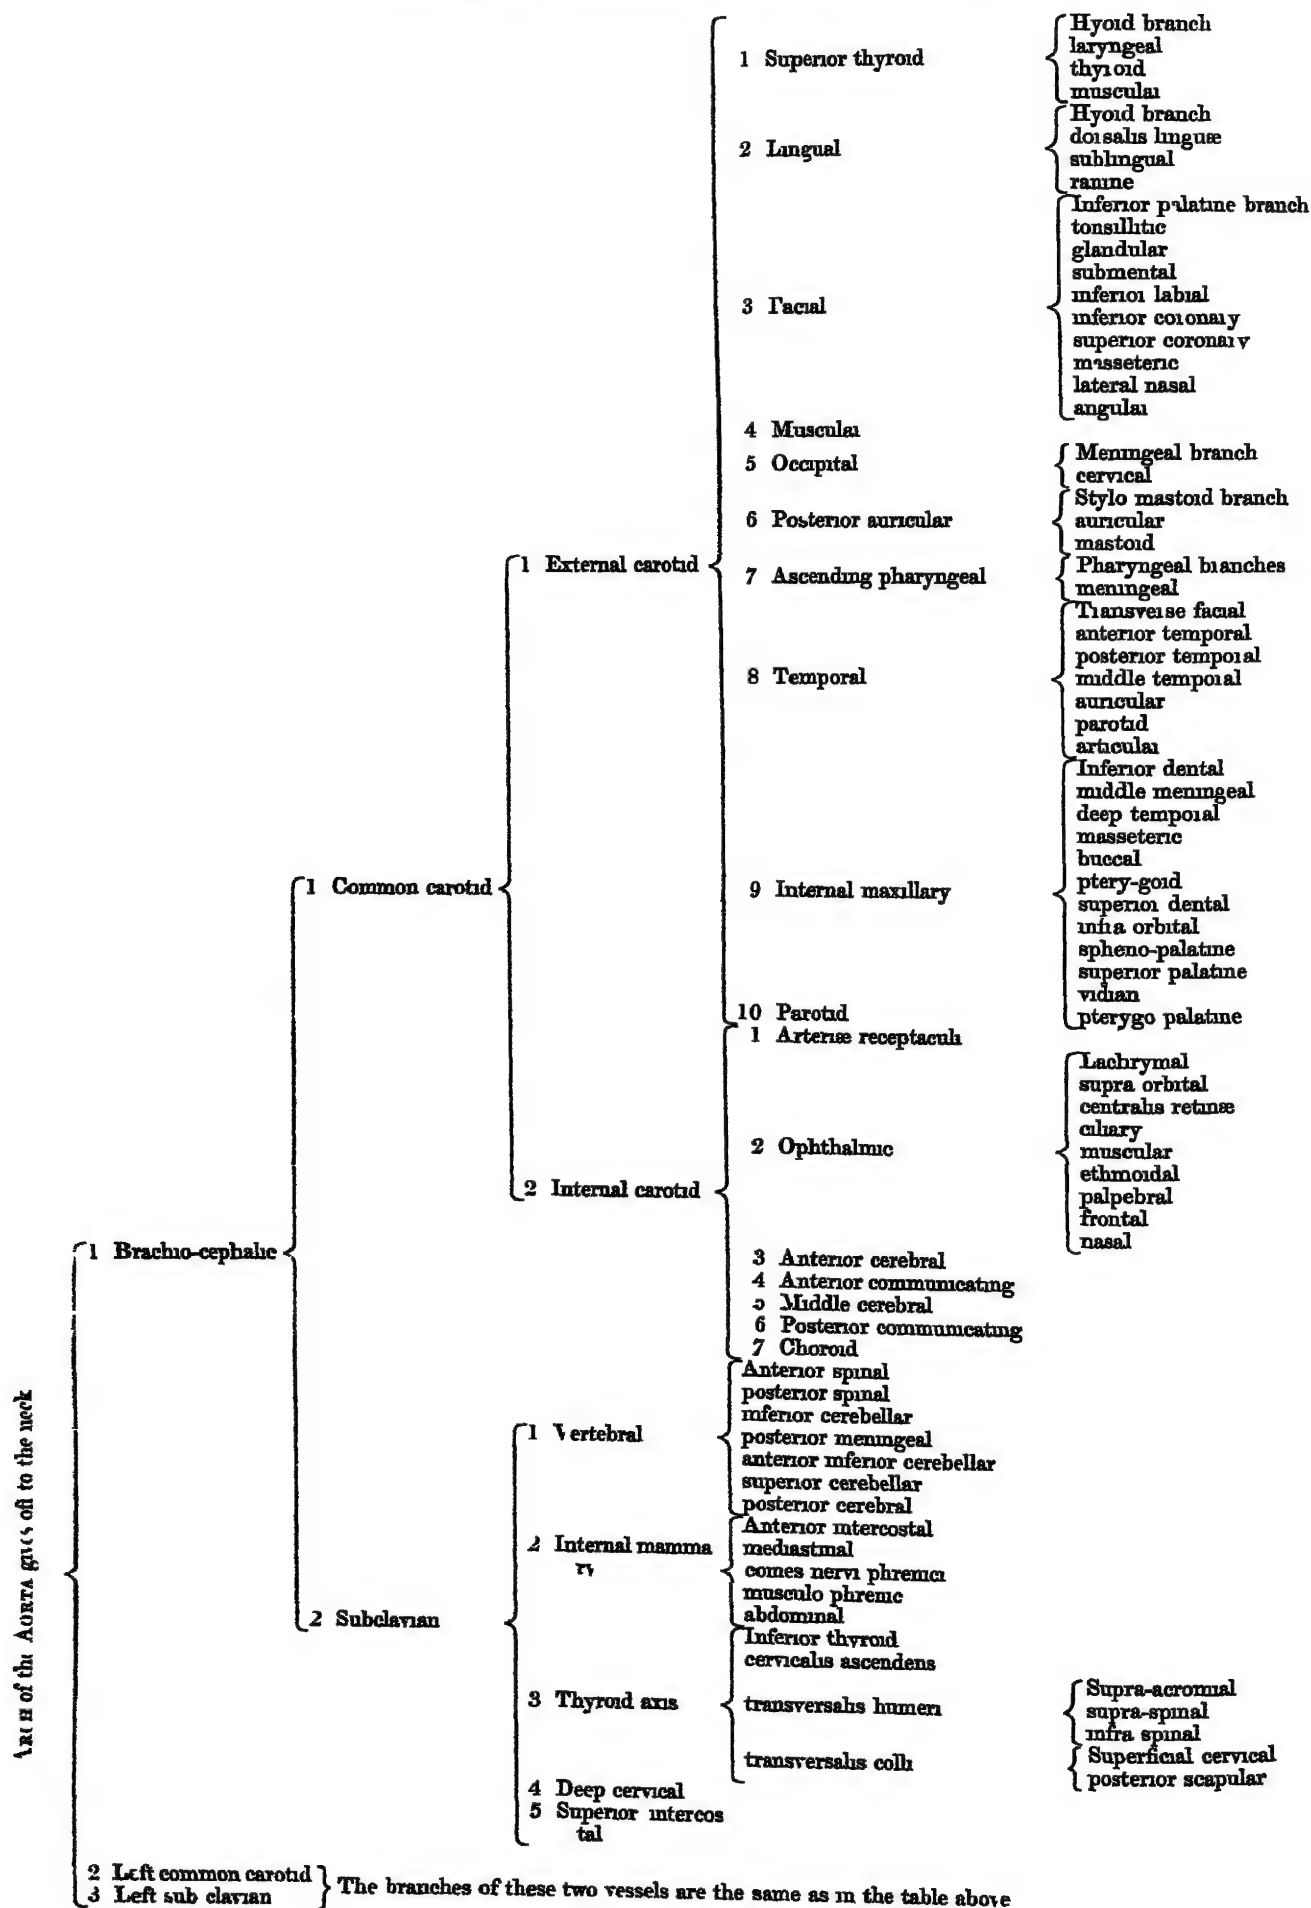 Arch of the AORTA gives off to the neck
1 Brachio-cephalic
1 Common carotid
1 External carotid
1 Superior thyroid
Hyoid branch
laryngeal
thyroid
muscular
2 Lingual
Hyoid branch
dorsalis linguæ
sublingual
ranine
3 Facial
Inferior palatine branch
tonsillitic
glandular
submental
inferior labial
inferior coronary
superior coronary
masseteric
lateral nasal
angular
4 Muscular
5 Occipital
Meningeal branch
cervical
6 Posterior auricular
Stylo mastoid branch
auricular
mastoid
7 Ascending pharyngeal
Pharyngeal branches
meningeal
8 Temporal
Transverse facial
anterior temporal
posterior temporal
middle temporal
auricular
parotid
articular
9 Internal maxillary
Inferior dental
middle meningeal
deep temporal
masseteric
buccal
ptery-goid
superior dental
infra orbital
spheno-palatine
superior palatine
vidian
pterygo palatine
10 Parotid
2 Internal carotid
1 Arteriæ receptaculi
2 Ophthalmic
Lachrymal
supra orbital
centralis retinæ
ciliary
muscular
ethmoidal
palpebral
frontal
nasal
3 Anterior cerebral
4 Anterior communicating
5 Middle cerebral
6 Posterior communicating
7 Choroid
2 Subclavian
1 Vertebral
Anterior spinal
posterior spinal
inferior cerebellar
posterior meningeal
anterior inferior cerebellar
superior cerebellar
posterior cerebral
2 Internal mamma
ry
Anterior intercostal
mediastinal
comes nervi phrenici
musculo phrenic
abdominal
3 Thyroid axis
Inferior thyroid
cervicalis ascendens
transversalis humeri
Supra-acromial
supra-spinal
infra spinal
transversalis colli
Superficial cervical
posterior scapular
4 Deep cervical
5 Superior intercos
tal
2 Left common carotid
3 Left sub clavian
The branches of these two vessels are the same as in the table above